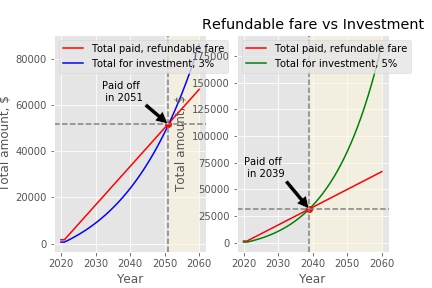 Refundable fare vs Investment
Total amount, $
80000
60000
40000
20000
0
Total paid, refundable fare
Total for investment, 3%
Paid off
in 2051
2020
2030
2040
2050
2060
Year
Total amount, $
175000
150000
125000
100000
75000
50000
25000
0
Total paid, refundable fare
Total for investment, 5%
Paid off
in 2039
2020
2030
2040
2050
2060
Year